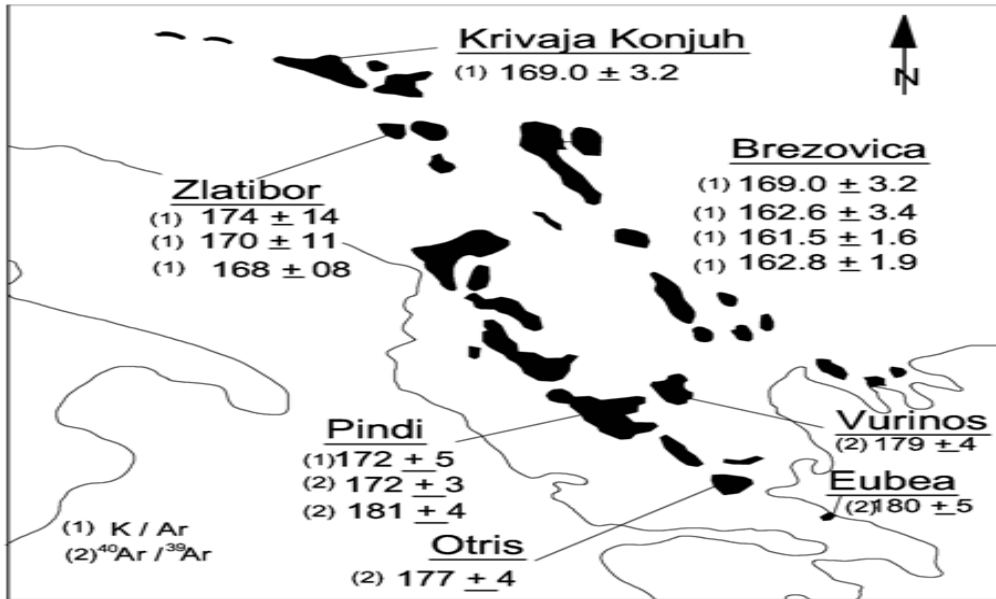 Krivaja Konjuh
(1) 169.0 ± 3.2
N
Brezovica
(1) 169.0 ± 3.2
(1) 162.6 ± 3.4
(1) 161.5 ± 1.6
(1) 162.8 ± 1.9
Zlatibor
(1) 174 ± 14
(1) 170 ± 11
(1) 168 ± 08
Pindi
(1) 172 ± 5
(2) 172 ± 3
(2) 181 ± 4
Vurinos
(2) 179 ± 4
Eubea
(2) 180 ± 5
Otris
(2) 177 ± 4
(1) K / Ar
(2) ⁴⁰Ar / ³⁹Ar